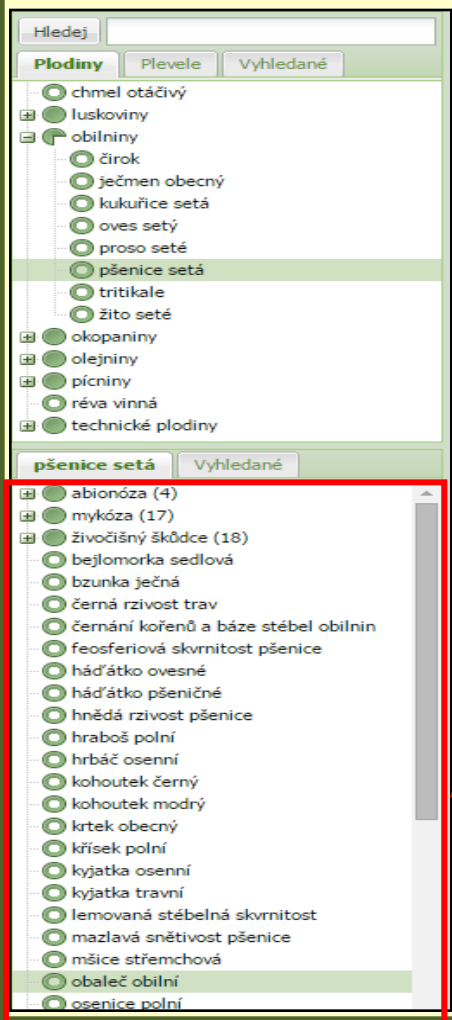 Hledej
Plodiny Plevele Vyhledané
chmel otáčivý
luskoviny
obilniny
čirok
ječmen obecný
kukuřice setá
oves setý
proso seté
pšenice setá
tritikale
žito seté
okopaniny
olejniny
pícniny
réva vinná
technické plodiny
pšenice setá Vyhledané
abionóza (4)
mykóza (17)
živočišný škůdce (18)
bejlomorka sedlová
bzunka ječná
černá rzivost trav
černání kořenů a báze stébel obilnin
feosferiová skvrnitost pšenice
háďátko ovesné
háďátko pšeničné
hnědá rzivost pšenice
hraboš polní
hrbáč osenní
kohoutek černý
kohoutek modrý
krtek obecný
křísek polní
kyjatka osenní
kyjatka travní
lemovaná stébelná skvrnitost
mazlavá snětivost pšenice
mšice střemchová
obaleč obilní
osenice polní